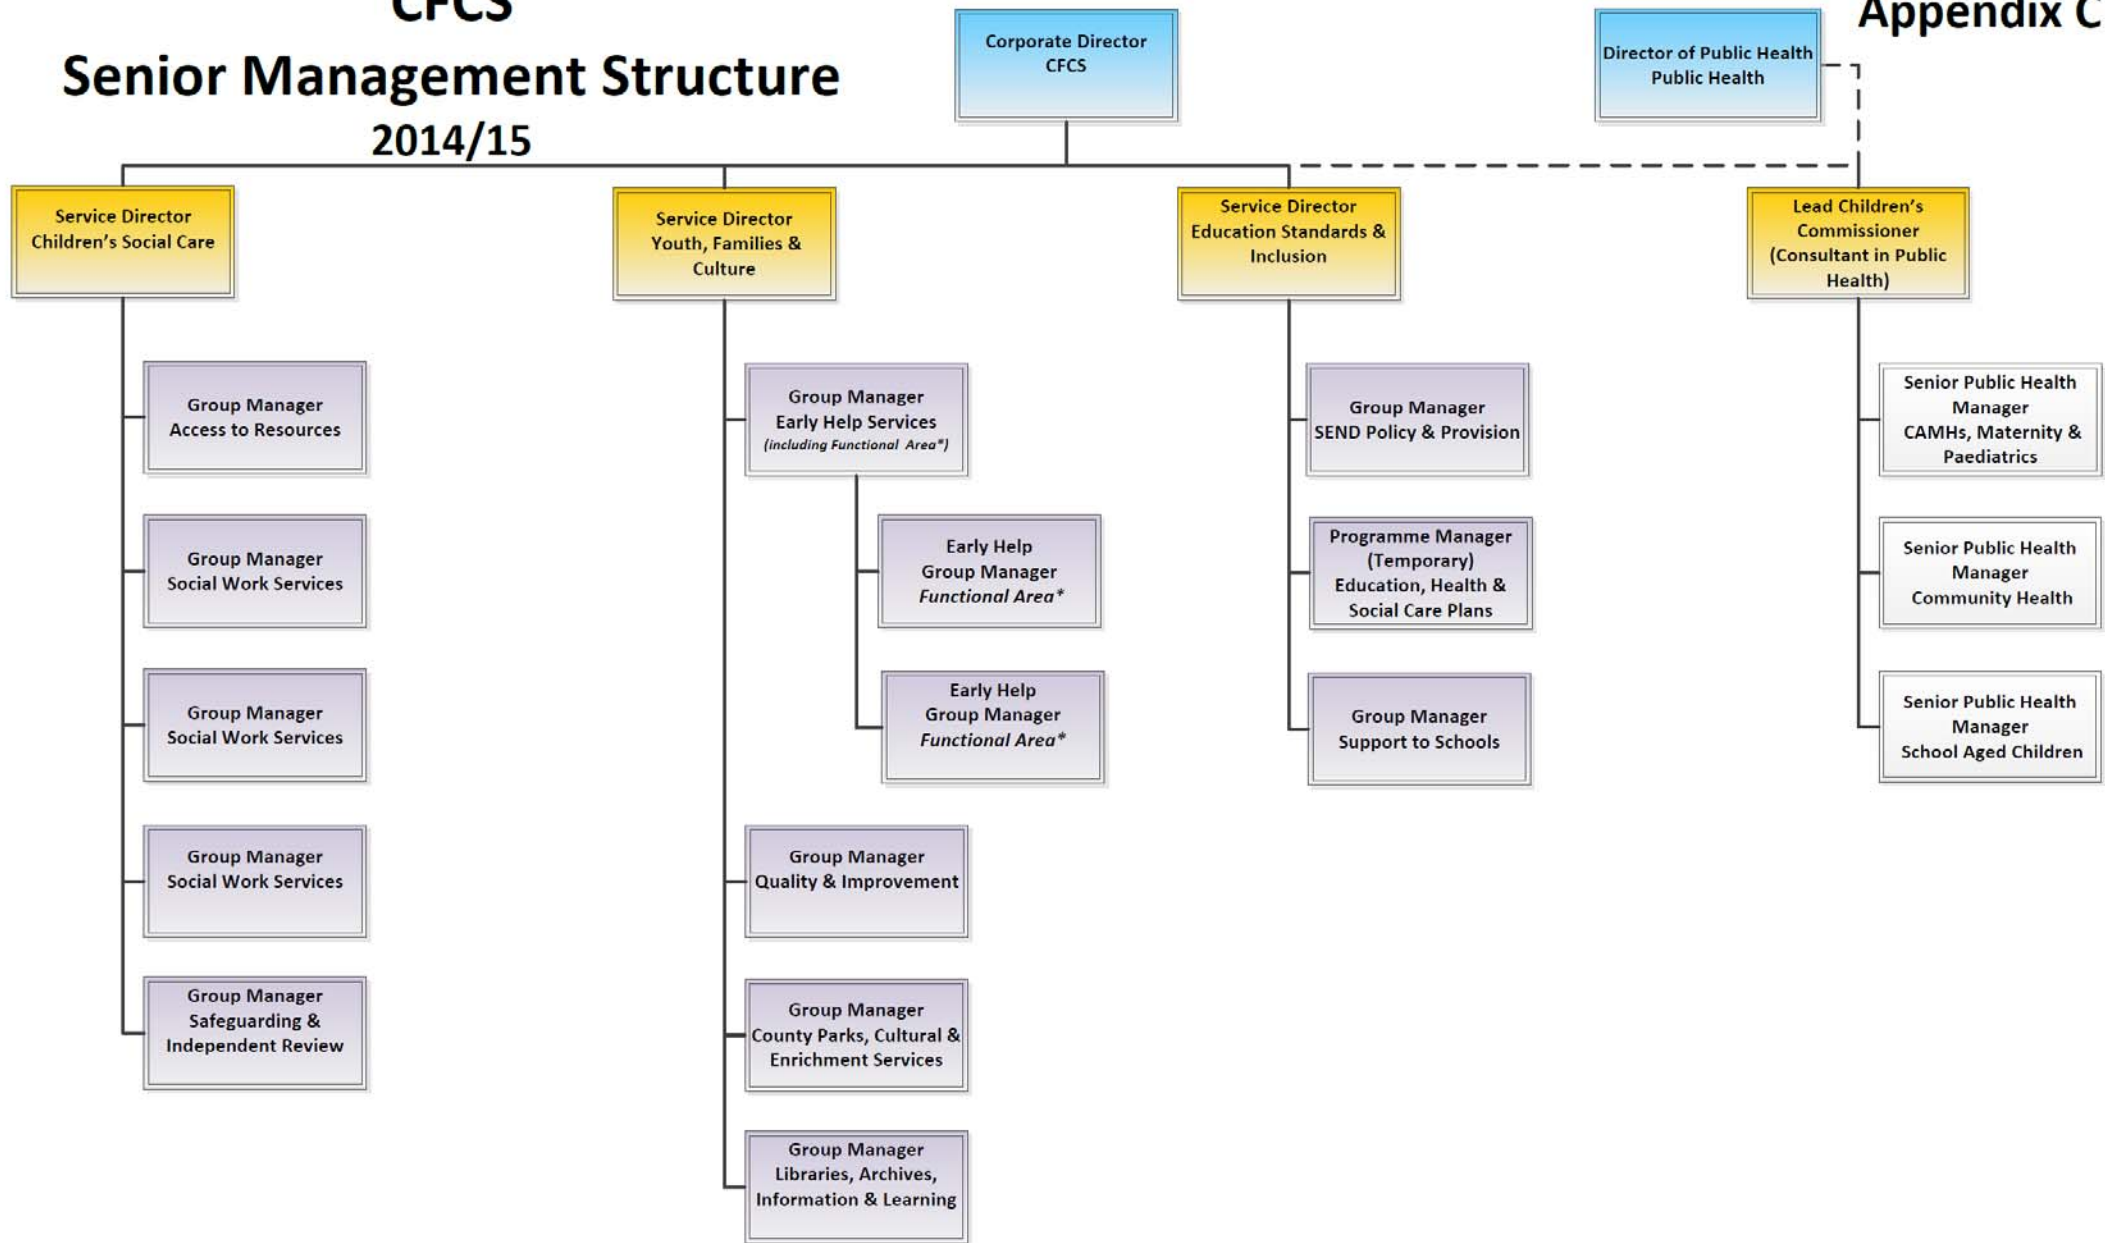 CFCS
Senior Management Structure
2014/15
Appendix C
Corporate Director
CFCS
Director of Public Health
Public Health
Service Director
Children's Social Care
Service Director
Youth, Families &
Culture
Service Director
Education Standards &
Inclusion
Lead Children's
Commissioner
(Consultant in Public
Health)
Group Manager
Access to Resources
Group Manager
Social Work Services
Group Manager
Social Work Services
Group Manager
Social Work Services
Group Manager
Safeguarding &
Independent Review
Group Manager
Early Help Services
(including Functional Area*)
Early Help
Group Manager
Functional Area*
Early Help
Group Manager
Functional Area*
Group Manager
Quality & Improvement
Group Manager
County Parks, Cultural &
Enrichment Services
Group Manager
Libraries, Archives,
Information & Learning
Group Manager
SEND Policy & Provision
Programme Manager
(Temporary)
Education, Health &
Social Care Plans
Group Manager
Support to Schools
Senior Public Health
Manager
CAMHs, Maternity &
Paediatrics
Senior Public Health
Manager
Community Health
Senior Public Health
Manager
School Aged Children